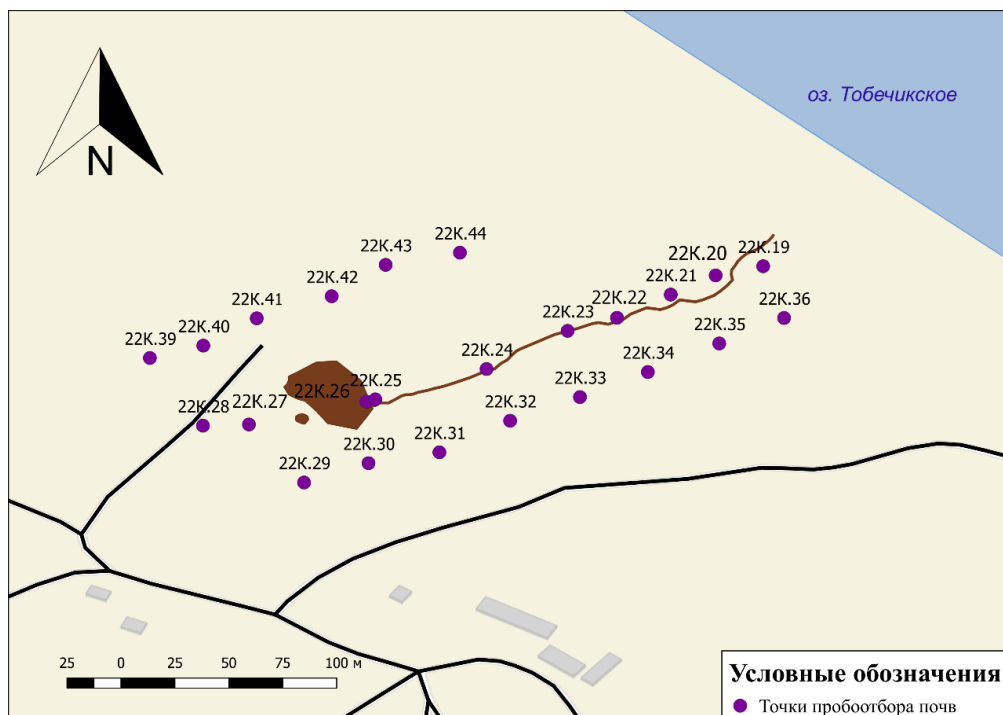 оз. Тобечикское
N
22К.44
22К.43
22К.20
22К.19
22К.42
22К.21
22К.41
22К.22
22К.36
22К.23
22К.40
22К.39
22К.35
22К.24
22К.34
22К.25
22К.26
22К.33
22К.28
22К.27
22К.32
22К.31
22К.30
22К.29
25 0 25 50 75 100 м
Условные обозначения
Точки пробоотбора почв